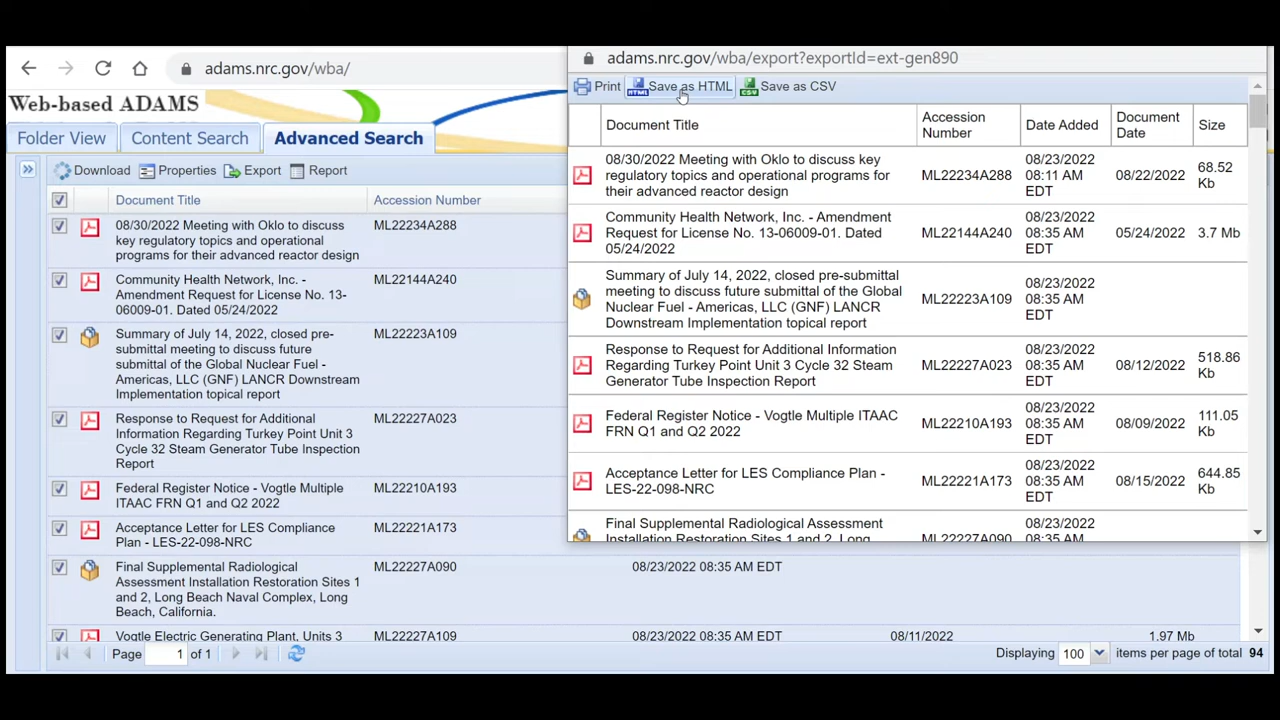 adams.nrc.gov/wba/
Web-based ADAMS
Folder View
Content Search
Advanced Search
Download
Properties
Export
Report
Document Title
Accession Number
08/30/2022 Meeting with Oklo to discuss
key regulatory topics and operational
programs for their advanced reactor design
ML22234A288
Community Health Network, Inc. -
Amendment Request for License No. 13-
06009-01. Dated 05/24/2022
ML22144A240
Summary of July 14, 2022, closed pre-
submittal meeting to discuss future
submittal of the Global Nuclear Fuel -
Americas, LLC (GNF) LANCR Downstream
Implementation topical report
ML22223A109
Response to Request for Additional
Information Regarding Turkey Point Unit 3
Cycle 32 Steam Generator Tube Inspection
Report
ML22227A023
Federal Register Notice - Vogtle Multiple
ITAAC FRN Q1 and Q2 2022
ML22210A193
Acceptance Letter for LES Compliance
Plan - LES-22-098-NRC
ML22221A173
Final Supplemental Radiological
Assessment Installation Restoration Sites 1
and 2, Long Beach Naval Complex, Long
Beach, California.
ML22227A090
08/23/2022 08:35 AM EDT
Vogtle Electric Generating Plant, Units 3
ML22227A109
08/23/2022 08:35 AM EDT
08/11/2022
1.97 Mb
Page 1 of 1
Displaying 100 items per page of total 94
adams.nrc.gov/wba/export?exportId=ext-gen890
Print
HTML Save as HTML
CSV Save as CSV
Document Title
Accession
Number
Date Added
Document
Date
Size
08/30/2022 Meeting with Oklo to discuss key
regulatory topics and operational programs for
their advanced reactor design
ML22234A288
08/23/2022
08:11 AM
EDT
08/22/2022
68.52
Kb
Community Health Network, Inc. - Amendment
Request for License No. 13-06009-01. Dated
05/24/2022
ML22144A240
08/23/2022
08:35 AM
EDT
05/24/2022
3.7 Mb
Summary of July 14, 2022, closed pre-submittal
meeting to discuss future submittal of the Global
Nuclear Fuel - Americas, LLC (GNF) LANCR
Downstream Implementation topical report
ML22223A109
08/23/2022
08:35 AM
EDT
Response to Request for Additional Information
Regarding Turkey Point Unit 3 Cycle 32 Steam
Generator Tube Inspection Report
ML22227A023
08/23/2022
08:35 AM
EDT
08/12/2022
518.86
Kb
Federal Register Notice - Vogtle Multiple ITAAC
FRN Q1 and Q2 2022
ML22210A193
08/23/2022
08:35 AM
EDT
08/09/2022
111.05
Kb
Acceptance Letter for LES Compliance Plan -
LES-22-098-NRC
ML22221A173
08/23/2022
08:35 AM
EDT
08/15/2022
644.85
Kb
Final Supplemental Radiological Assessment
Installation Restoration Sites 1 and 2, Long
ML22227A090
08/23/2022
08:35 AM